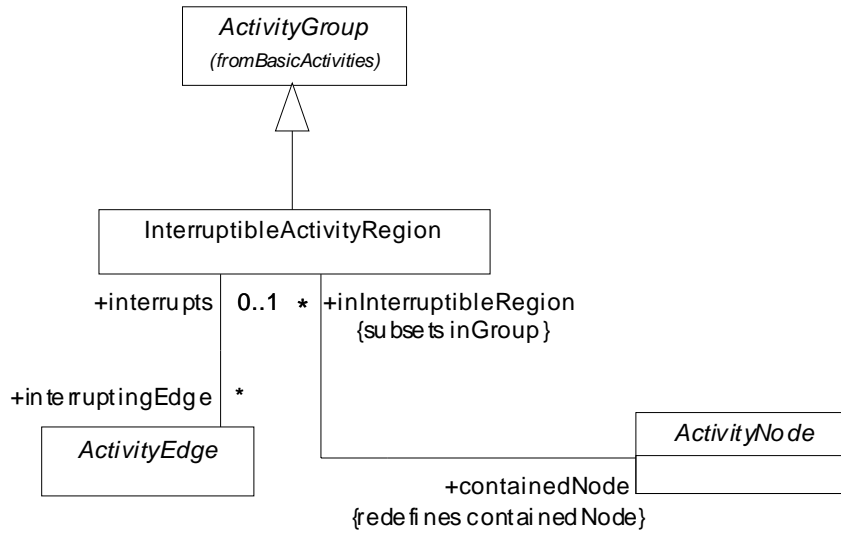 ActivityGroup
(fromBasicActivities)
InterruptibleActivityRegion
+interrupts 0..1 * +inInterruptibleRegion
{subsets inGroup}
+interruptingEdge *
ActivityEdge
ActivityNode
+containedNode
{redefines containedNode}